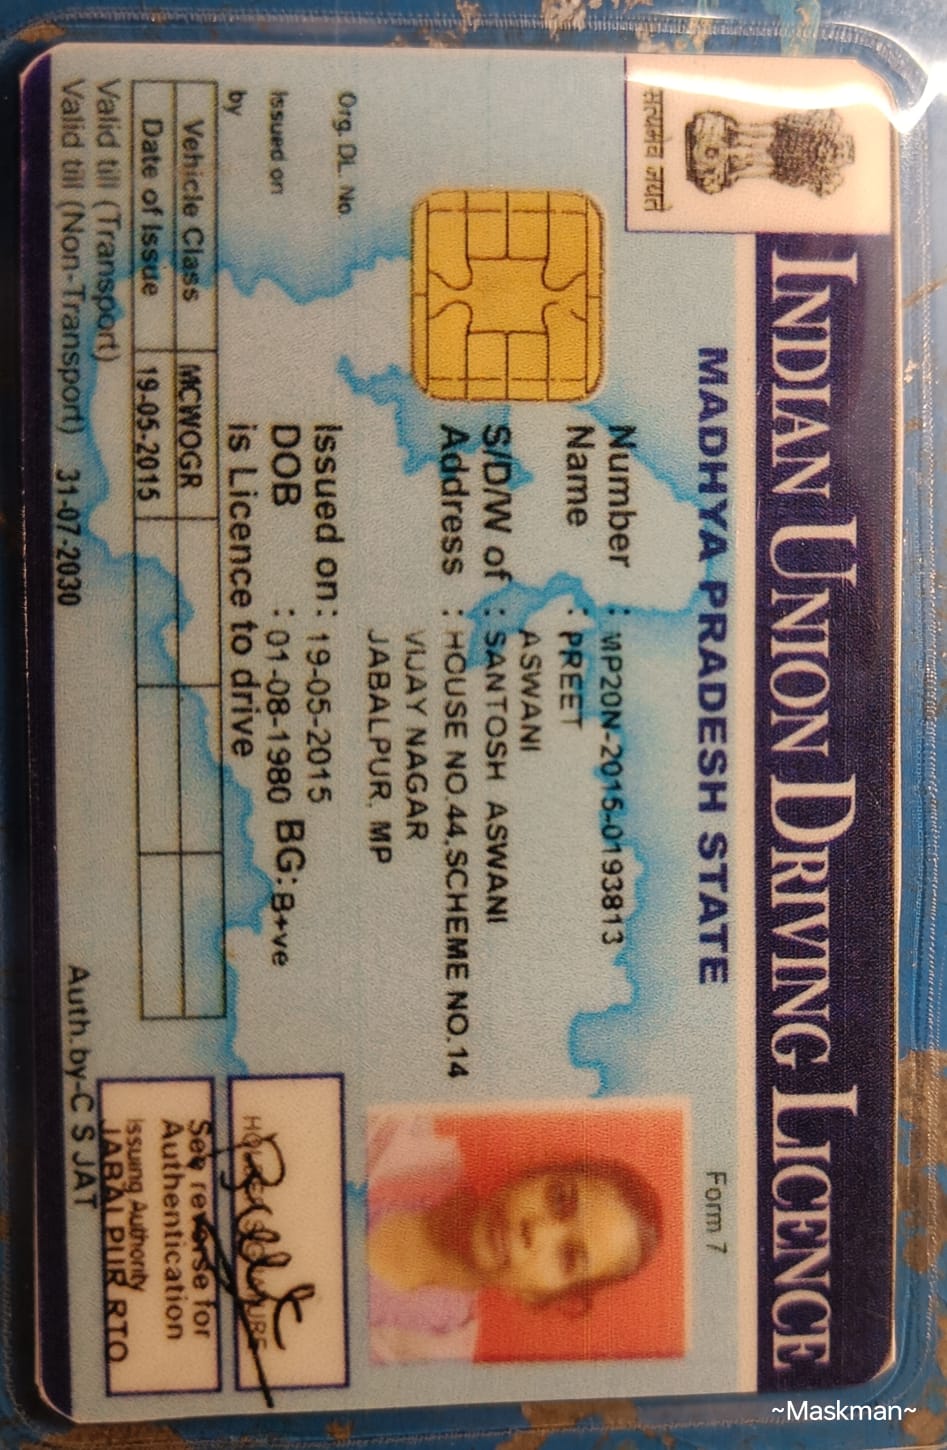 सत्यमेव जयते
INDIAN UNION DRIVING LICENCE
MADHYA PRADESH STATE
Form 7
Number : MP20N-2015-0193813
Name : PREET
ASWANI
S/D/W of : SANTOSH ASWANI
Address : HOUSE NO.44,SCHEME NO.14
VIJAY NAGAR
JABALPUR, MP
Org. DL. No.
Issued on : 19-05-2015
Issued on DOB : 01-08-1980 BG: B+ve
by is Licence to drive
Vehicle Class MCWOGR
Date of Issue 19-05-2015
Valid till (Transport)
Valid till (Non-Transport) 31-07-2030
See reverse for
Authentication
Issuing Authority
JABALPUR RTO
Auth.by-C S JAT
~Maskman~